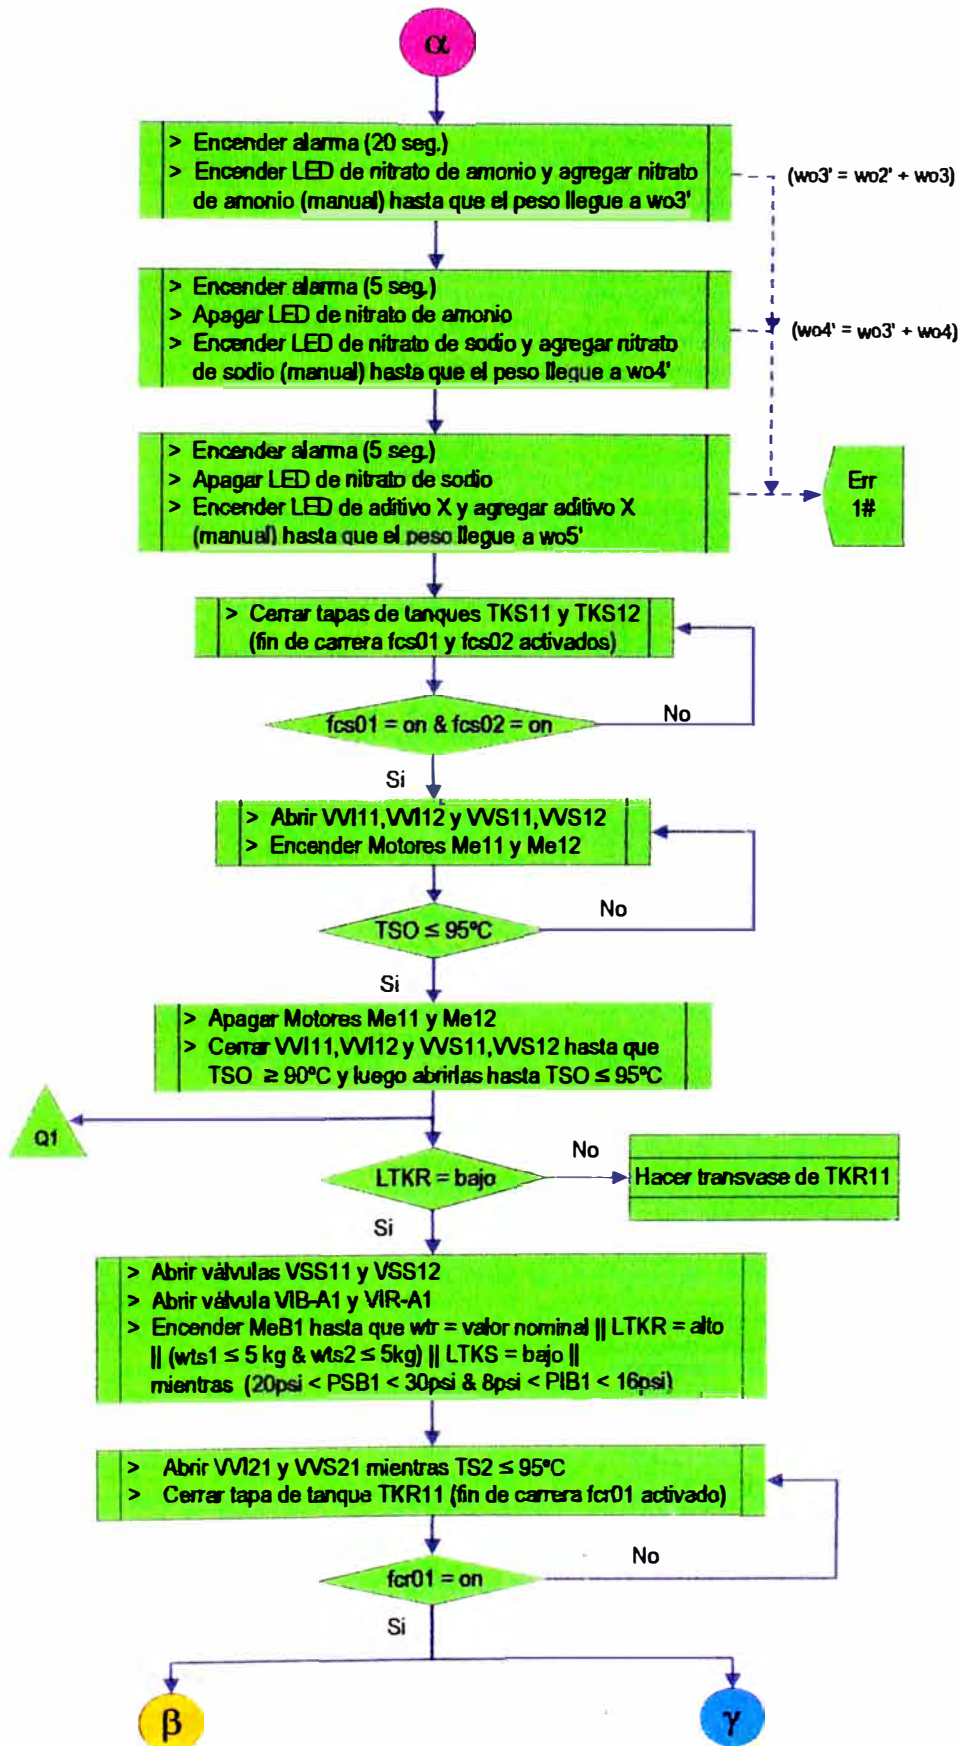 α
> Encender alarma (20 seg.)
> Encender LED de nitrato de amonio y agregar nitrato
de amonio (manual) hasta que el peso llegue a wo3'
(wo3' = wo2' + wo3)
> Encender alarma (5 seg.)
> Apagar LED de nitrato de amonio
> Encender LED de nitrato de sodio y agregar nitrato
de sodio (manual) hasta que el peso llegue a wo4'
(wo4' = wo3' + wo4)
> Encender alarma (5 seg.)
> Apagar LED de nitrato de sodio
> Encender LED de aditivo X y agregar aditivo X
(manual) hasta que el peso llegue a wo5'
Err
1#
> Cerrar tapas de tanques TKS11 y TKS12
(fin de carrera fcs01 y fcs02 activados)
fcs01 = on & fcs02 = on
No
Si
> Abrir VVI11,VVI12 y VVS11,VVS12
> Encender Motores Me11 y Me12
No
TSO ≤ 95ºC
Si
> Apagar Motores Me11 y Me12
> Cerrar VVI11,VVI12 y VVS11,VVS12 hasta que
TSO ≥ 90ºC y luego abrirlas hasta TSO ≤ 95ºC
Q1
No
LTKR = bajo
Hacer transvase de TKR11
Si
> Abrir válvulas VSS11 y VSS12
> Abrir válvula VIB-A1 y VIR-A1
> Encender MeB1 hasta que wtr = valor nominal || LTKR = alto
|| (wts1 ≤ 5 kg & wts2 ≤ 5kg) || LTKS = bajo ||
mientras (20psi < PSB1 < 30psi & 8psi < PIB1 < 16psi)
> Abrir VVI21 y VVS21 mientras TS2 ≤ 95ºC
> Cerrar tapa de tanque TKR11 (fin de carrera fcr01 activado)
No
fcr01 = on
Si
β
γ